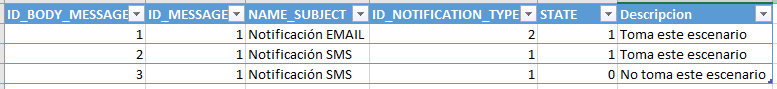 ID_BODY_MESSAGE ID_MESSAGE NAME_SUBJECT ID_NOTIFICATION_TYPE STATE Descripcion
1 1 Notificación EMAIL 2 1 Toma este escenario
2 1 Notificación SMS 1 1 Toma este escenario
3 1 Notificación SMS 1 0 No toma este escenario